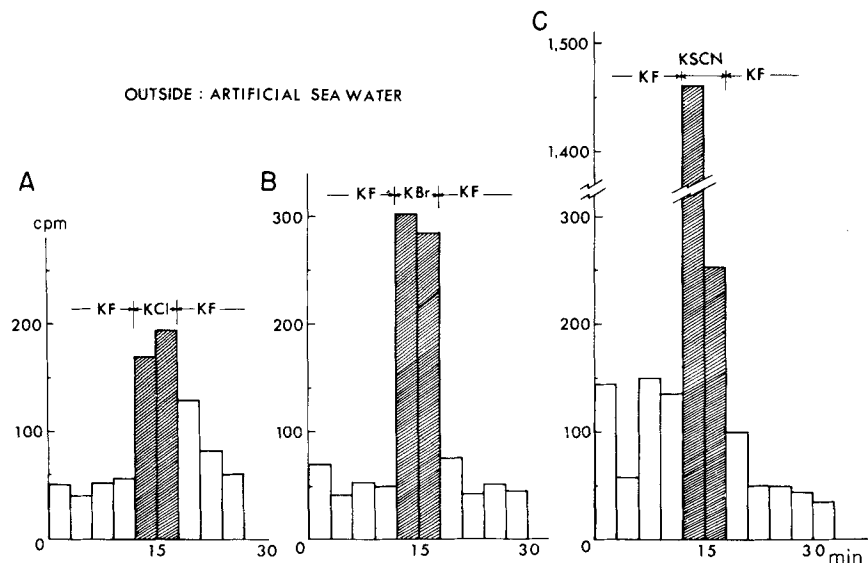 OUTSIDE : ARTIFICIAL SEA WATER
A
cpm
200
100
0
KF KCl KF
15
30
B
300
200
100
0
KF KBr KF
15
30
C
1,500
1,400
300
200
100
0
KSCN
KF KF
15
30
min